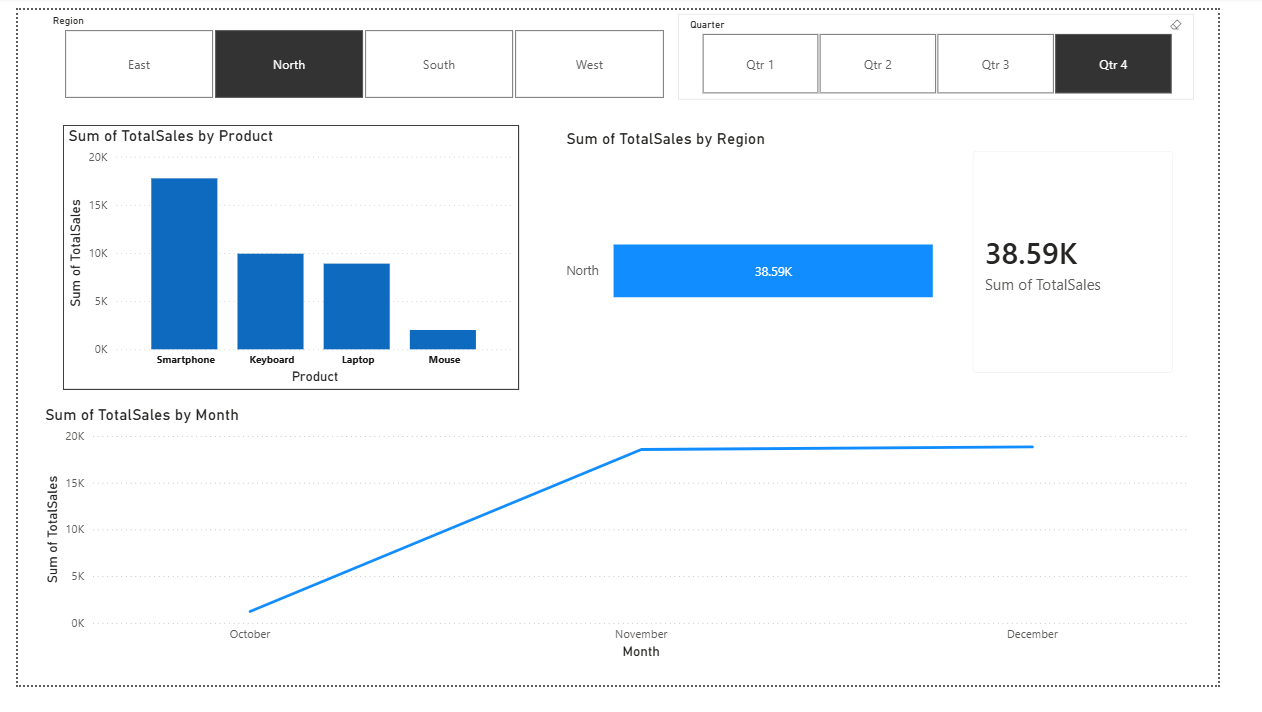 Region
East
North
South
West
Quarter
Qtr 1
Qtr 2
Qtr 3
Qtr 4
Sum of TotalSales by Product
Sum of TotalSales
20K
15K
10K
5K
0K
Smartphone
Keyboard
Laptop
Mouse
Product
Sum of TotalSales by Region
North
38.59K
38.59K
Sum of TotalSales
Sum of TotalSales by Month
Sum of TotalSales
20K
15K
10K
5K
0K
October
November
December
Month